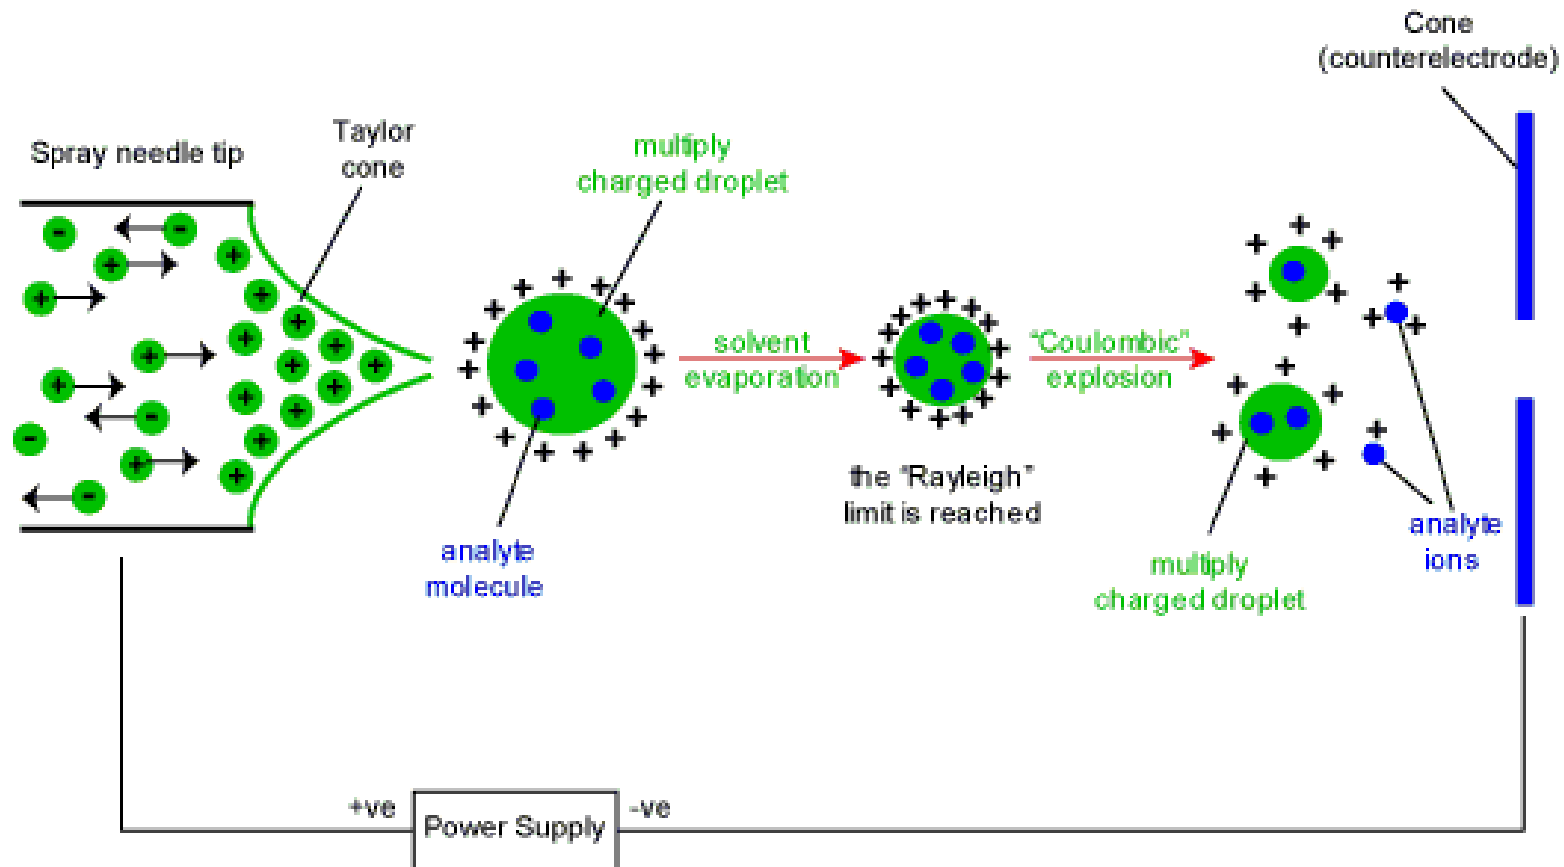 Cone
(counterelectrode)
Spray needle tip
Taylor
cone
multiply
charged droplet
solvent
evaporation
"Coulombic"
explosion
the "Rayleigh"
limit is reached
analyte
molecule
multiply
charged droplet
analyte
ions
+ve
Power Supply
-ve